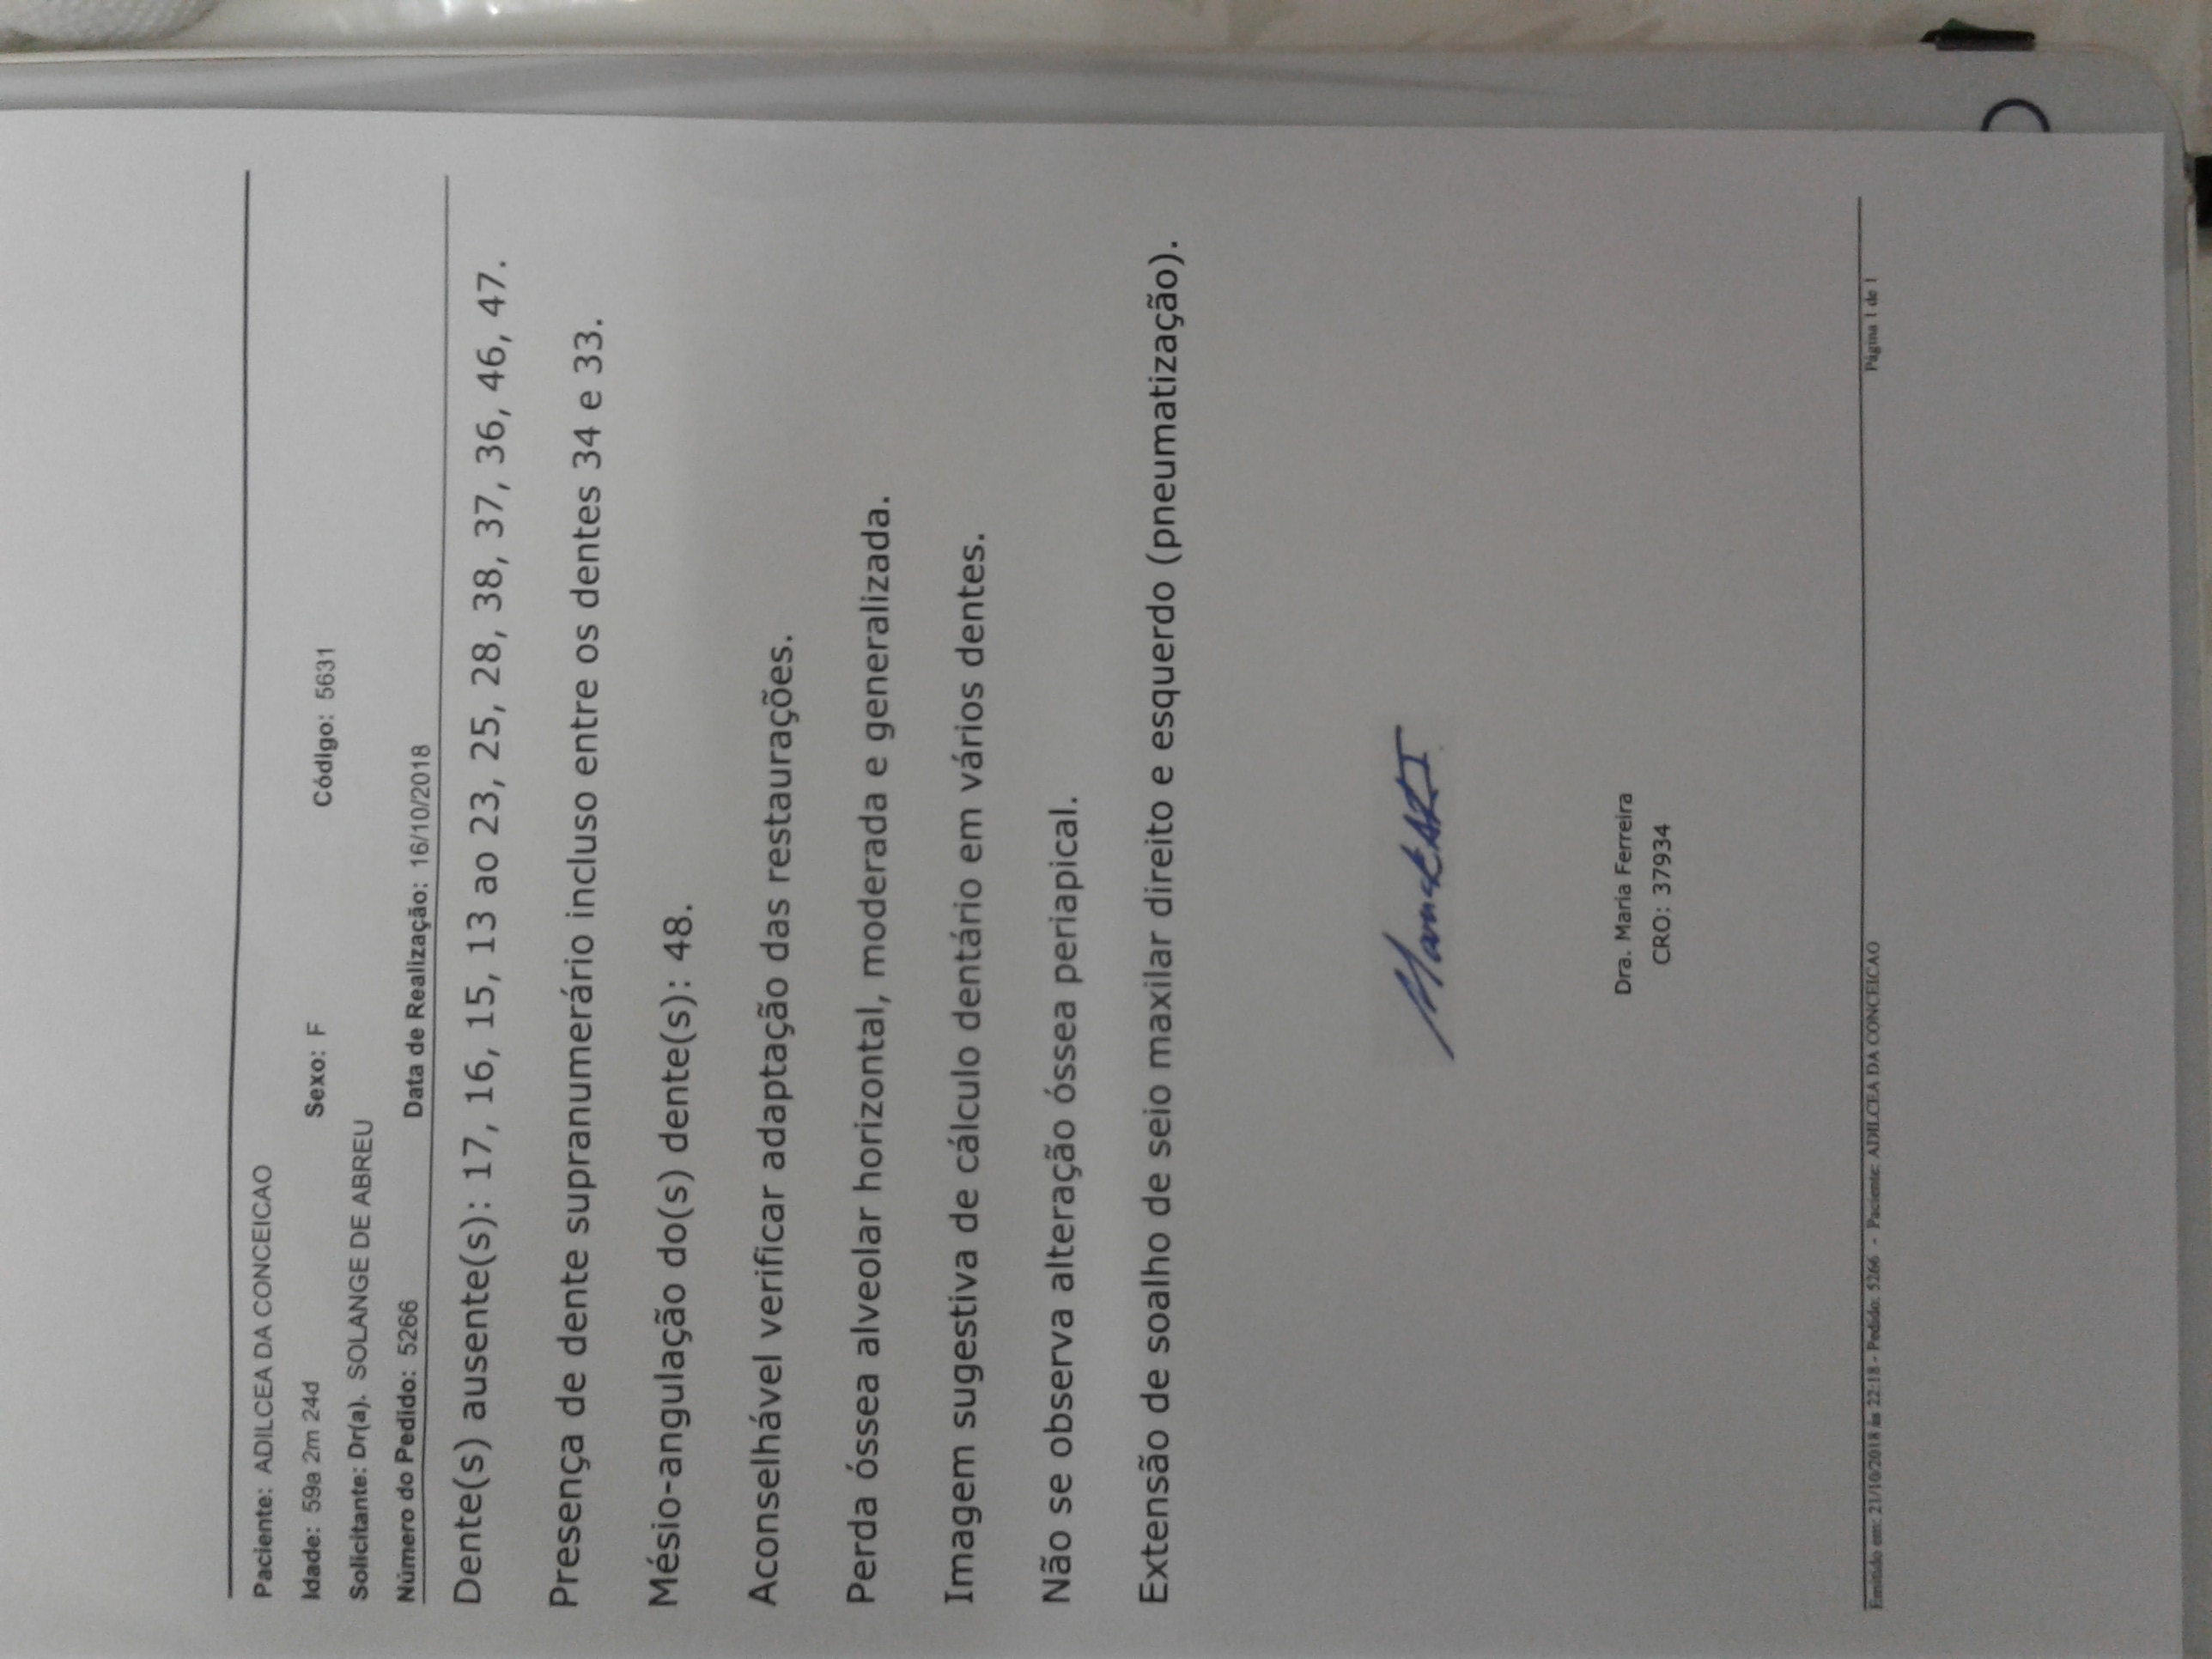 Paciente: ADILCEA DA CONCEICAO
Idade: 59a 2m 24d Sexo: F Código: 5631
Solicitante: Dr(a). SOLANGE DE ABREU
Número do Pedido: 5266 Data de Realização: 16/10/2018
Dente(s) ausente(s): 17, 16, 15, 13 ao 23, 25, 28, 38, 37, 36, 46, 47.
Presença de dente supranumerário incluso entre os dentes 34 e 33.
Mésio-angulação do(s) dente(s): 48.
Aconselhável verificar adaptação das restaurações.
Perda óssea alveolar horizontal, moderada e generalizada.
Imagem sugestiva de cálculo dentário em vários dentes.
Não se observa alteração óssea periapical.
Extensão de soalho de seio maxilar direito e esquerdo (pneumatização).
Dra. Maria Ferreira
CRO: 37934
Emitido em: 21/10/2018 às 22:18 - Pedido: 5266 - Paciente: ADILCEA DA CONCEICAO Página 1 de 1